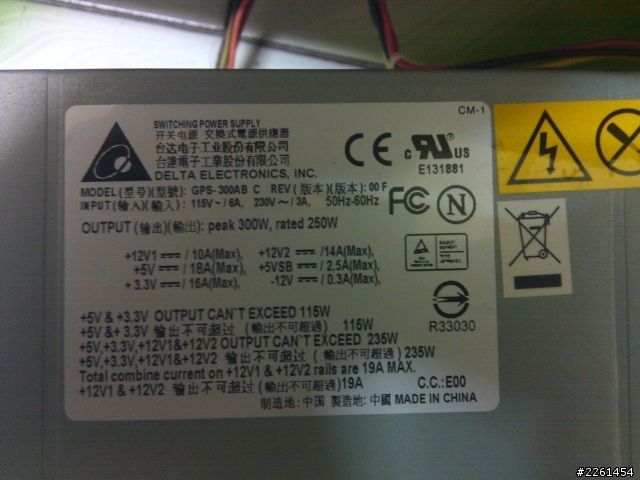 CM-1
SWITCHING POWER SUPPLY
开关电源 交換式電源供應器
台达电子工业股份有限公司
台達電子工業股份有限公司
DELTA ELECTRONICS, INC.
CE
c RU® US
E131881
MODEL (型号)(型號): GPS-300AB C REV (版本)(版本): 00 F
INPUT (输入)(輸入): 115V~ / 6A, 230V~ / 3A, 50Hz-60Hz
FC N
OUTPUT (输出)(輸出): peak 300W, rated 250W
+12V1 ⎓ / 10A(Max), +12V2 ⎓ /14A(Max),
+5V ⎓ / 18A(Max), +5VSB ⎓ / 2.5A(Max),
+ 3.3V ⎓ / 16A(Max), -12V ⎓ / 0.3A(Max),
R33030
+5V & +3.3V OUTPUT CAN'T EXCEED 115W
+5V &+ 3.3V 输出不可超过 (輸出不可超過) 115W
+5V,+3.3V,+12V1&+12V2 OUTPUT CAN'T EXCEED 235W
+5V,+3.3V,+12V1&+12V2 输出不可超过 ( 輸出不可超過 ) 235W
Total combine current on +12V1 & +12V2 rails are 19A MAX.
+12V1 & +12V2 输出不可超过 ( 輸出不可超過)19A
C.C.:E00
制造地: 中国 製造地: 中國 MADE IN CHINA
#2261454